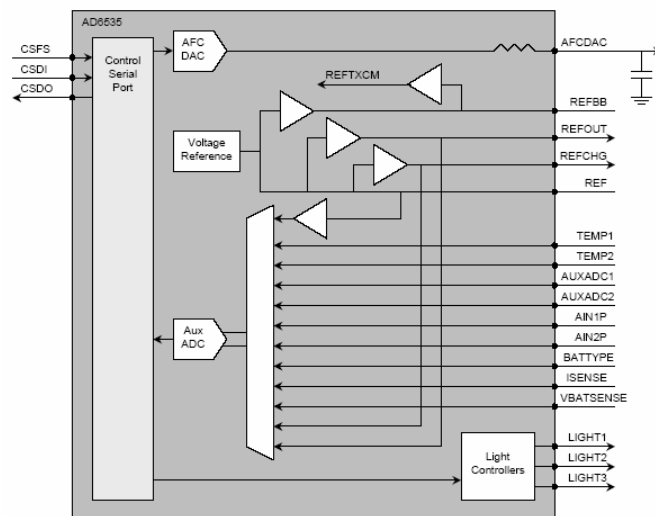 AD6535
CSFS
CSDI
CSDO
Control
Serial
Port
AFC
DAC
AFCDAC
REFTXCM
REFBB
REFOUT
REFCHG
REF
Voltage
Reference
TEMP1
TEMP2
AUXADC1
AUXADC2
AIN1P
AIN2P
BATTYPE
ISENSE
VBATSENSE
Aux
ADC
Light
Controllers
LIGHT1
LIGHT2
LIGHT3